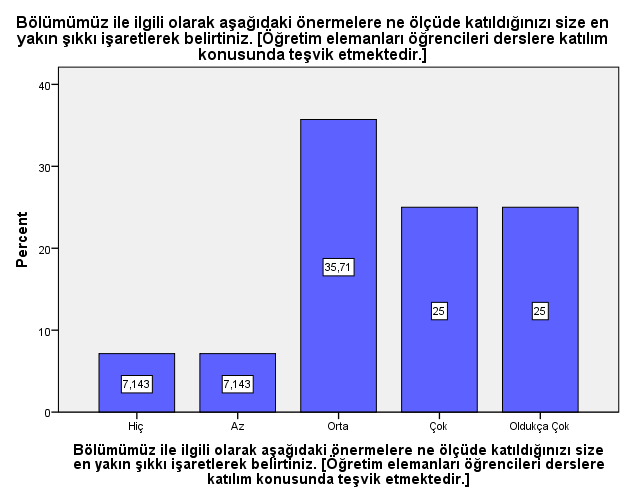 Bölümümüz ile ilgili olarak aşağıdaki önermelere ne ölçüde katıldığınızı size en
yakın şıkkı işaretlerek belirtiniz. [Öğretim elemanları öğrencileri derslere katılım
konusunda teşvik etmektedir.]
Percent
40
30
20
10
0
7,143
7,143
35,71
25
25
Hiç
Az
Orta
Çok
Oldukça Çok
Bölümümüz ile ilgili olarak aşağıdaki önermelere ne ölçüde katıldığınızı size
en yakın şıkkı işaretlerek belirtiniz. [Öğretim elemanları öğrencileri derslere
katılım konusunda teşvik etmektedir.]